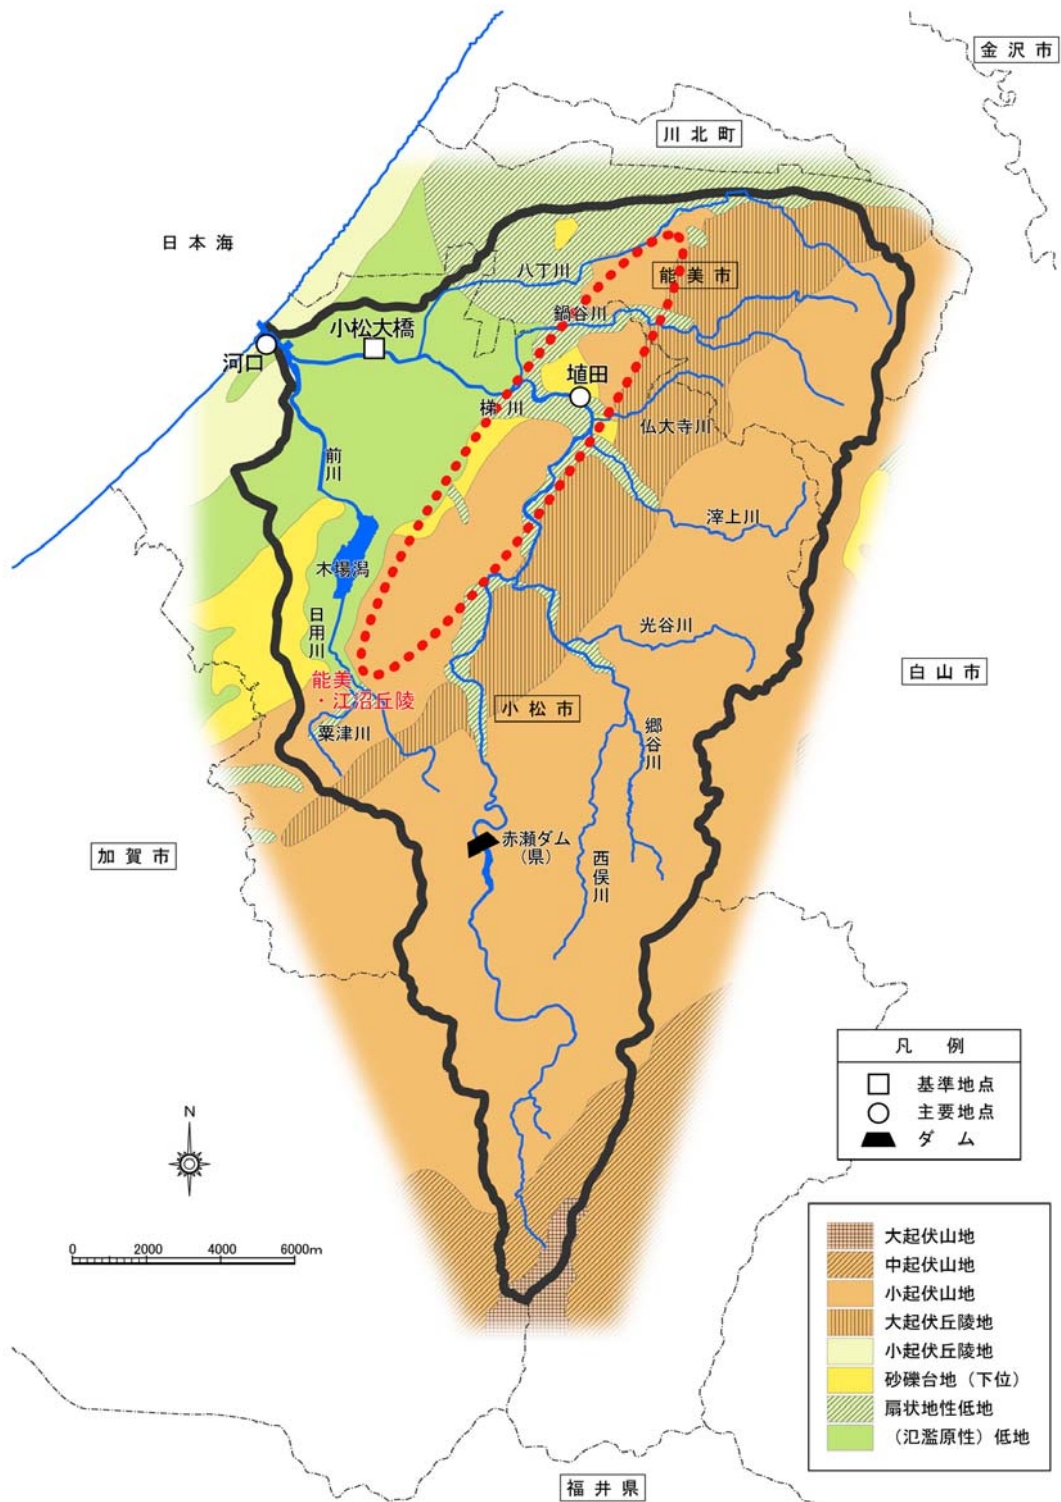 金沢市
川北町
日本海
八丁川
能美市
鍋谷川
小松大橋
河口
埴田
梯川
仏大寺川
前川
滓上川
木場潟
日用川
光谷川
白山市
能美
・江沼丘陵
小松市
粟津川
郷谷川
赤瀬ダム
(県)
加賀市
西俣川
凡 例
基準地点
主要地点
ダ ム
N
0 2000 4000 6000m
大起伏山地
中起伏山地
小起伏山地
大起伏丘陵地
小起伏丘陵地
砂礫台地(下位)
扇状地性低地
(氾濫原性)低地
福井県